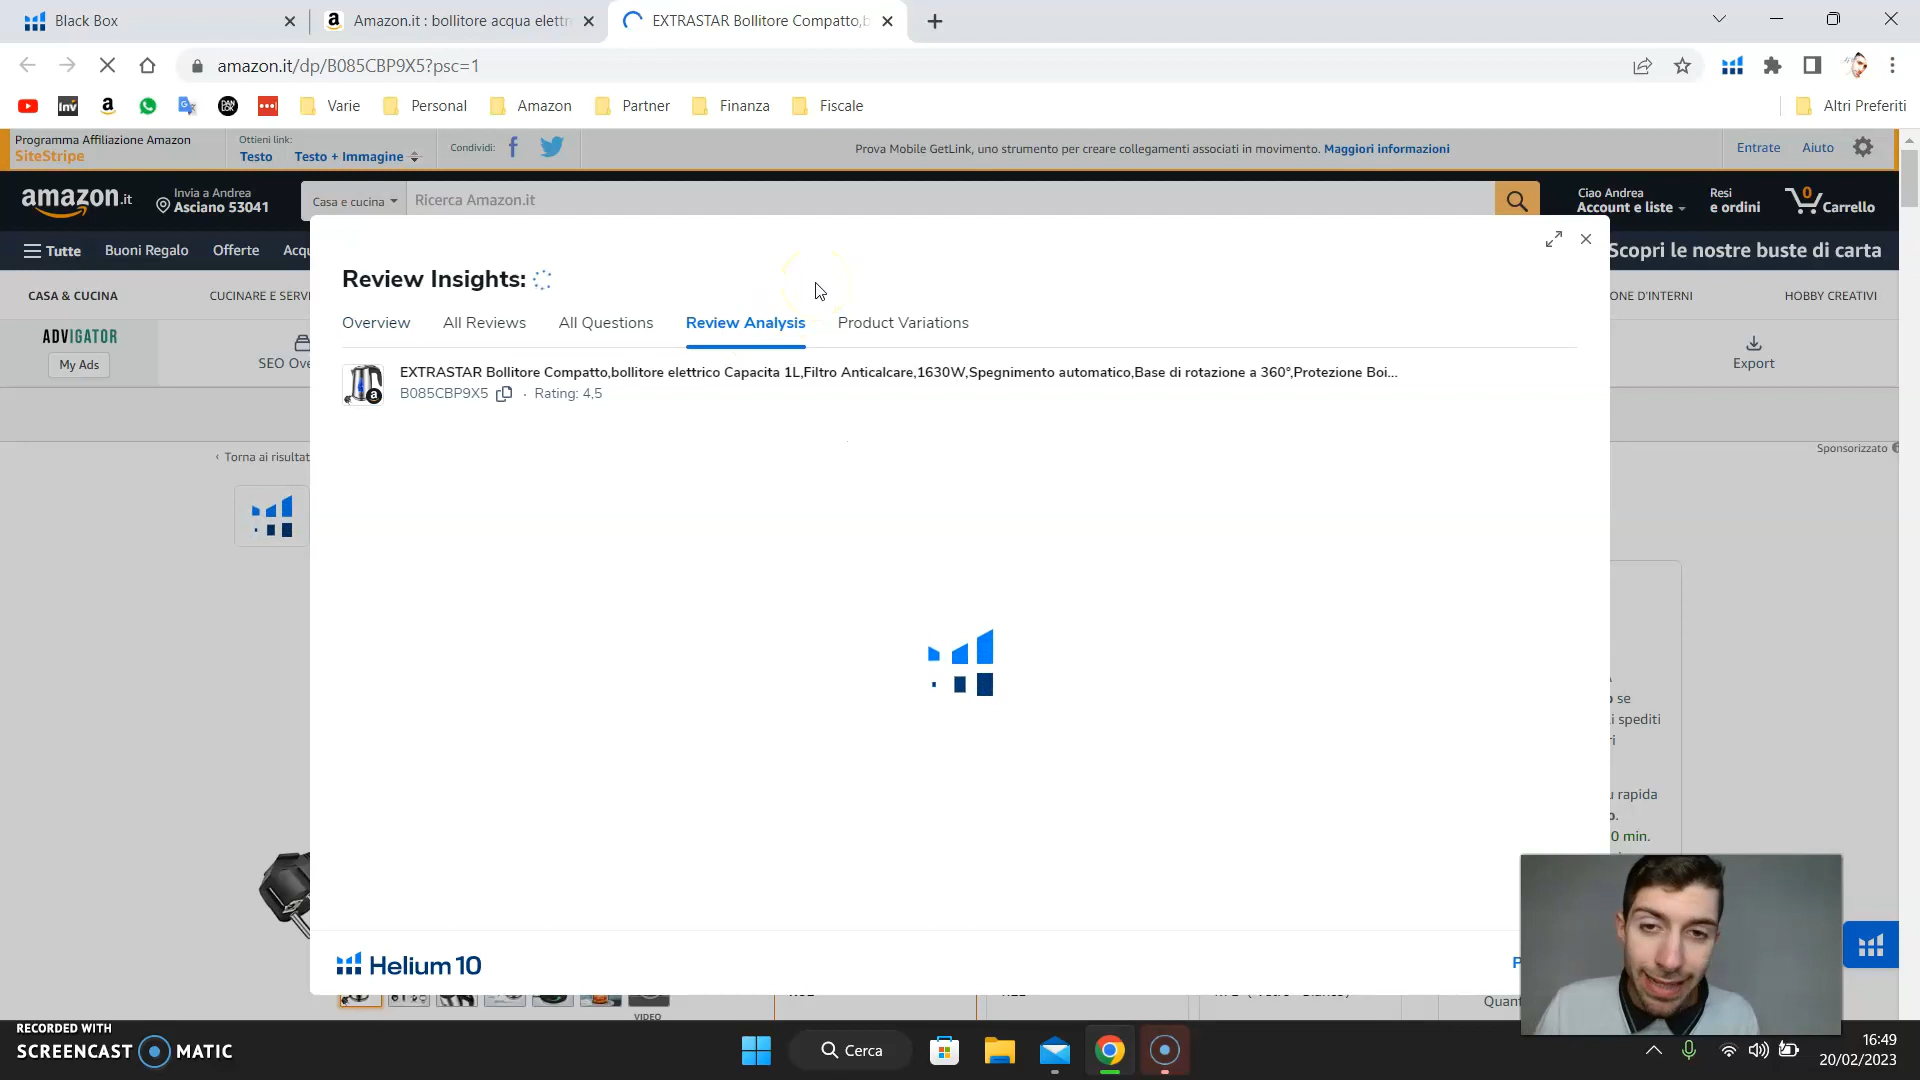 Black Box
Amazon.it : bollitore acqua elettr
EXTRASTAR Bollitore Compatto,b
amazon.it/dp/B085CBP9X5?psc=1
Varie
Personal
Amazon
Partner
Finanza
Fiscale
Altri Preferiti
Programma Affiliazione Amazon
SiteStripe
Ottieni link:
Testo
Testo + Immagine
Condividi:
Prova Mobile GetLink, uno strumento per creare collegamenti associati in movimento. Maggiori informazioni
Entrate
Aiuto
amazon.it
Invia a Andrea
Asciano 53041
Casa e cucina
Ricerca Amazon.it
Ciao Andrea
Account e liste
Resi
e ordini
0
Carrello
Tutte
Buoni Regalo
Offerte
Acqu
Scopri le nostre buste di carta
CASA & CUCINA
CUCINARE E SERVI
ONE D'INTERNI
HOBBY CREATIVI
ADVIGATOR
My Ads
SEO Ove
Export
Review Insights:
Overview
All Reviews
All Questions
Review Analysis
Product Variations
EXTRASTAR Bollitore Compatto,bollitore elettrico Capacita 1L,Filtro Anticalcare,1630W,Spegnimento automatico,Base di rotazione a 360°,Protezione Boi...
B085CBP9X5 · Rating: 4,5
‹ Torna ai risultat
Sponsorizzato
o se
i spediti
ri
u rapida
o.
0 min.
Helium 10
P
Quant
VIDEO
RECORDED WITH
SCREENCAST MATIC
Cerca
16:49
20/02/2023